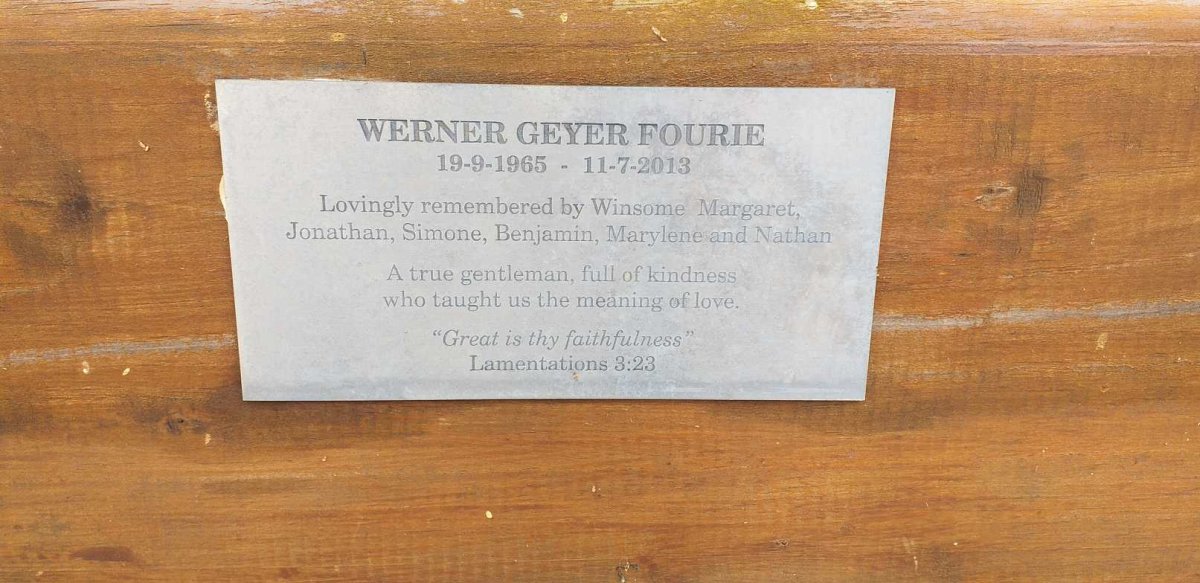 WERNER GEYER FOURIE
19-9-1965 - 11-7-2013
Lovingly remembered by Winsome Margaret,
Jonathan, Simone, Benjamin, Marylene and Nathan
A true gentleman, full of kindness
who taught us the meaning of love.
“Great is thy faithfulness”
Lamentations 3:23